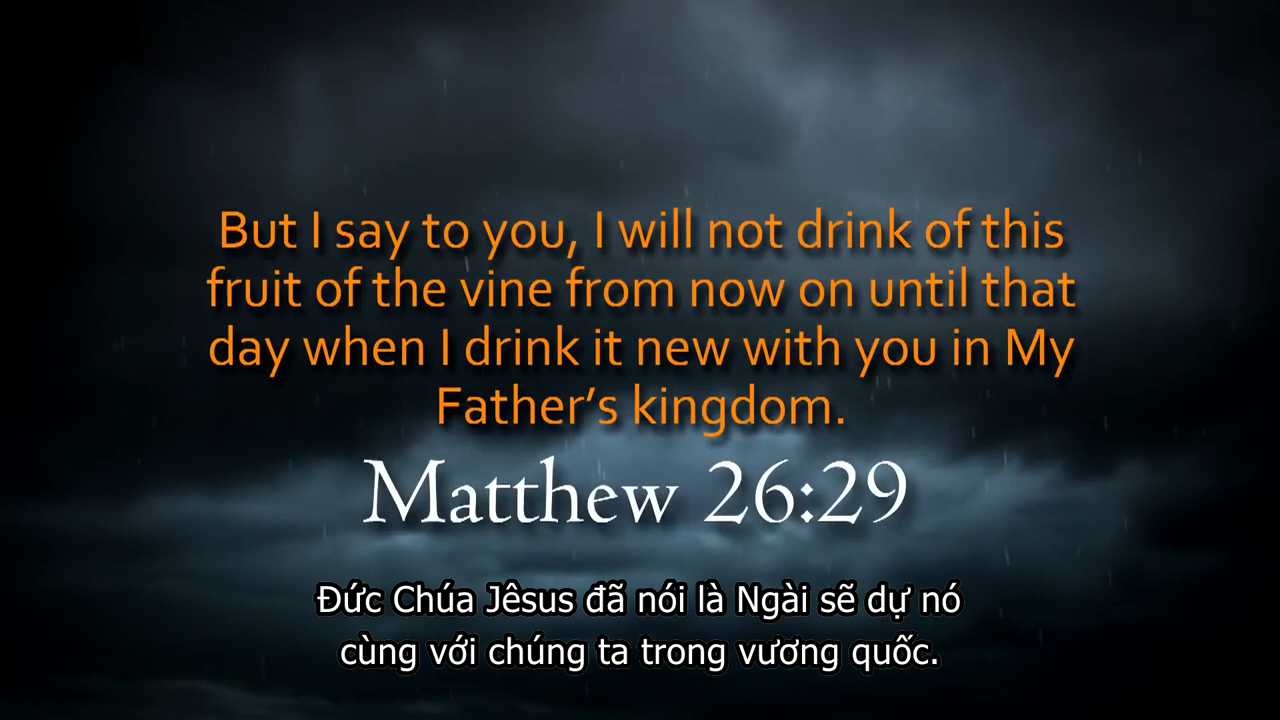 But I say to you, I will not drink of this
fruit of the vine from now on until that
day when I drink it new with you in My
Father’s kingdom.
Matthew 26:29
Đức Chúa Jêsus đã nói là Ngài sẽ dự nó
cùng với chúng ta trong vương quốc.